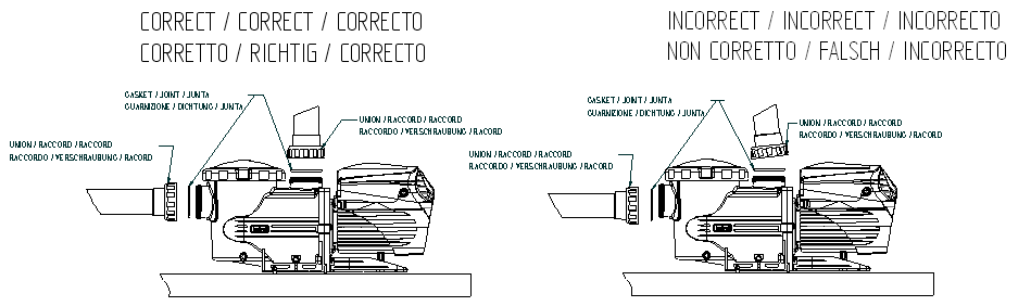 CORRECT / CORRECT / CORRECTO
CORRETTO / RICHTIG / CORRECTO
GASKET / JOINT / JUNTA
GUARNIZIONE / DICHTUNG / JUNTA
UNION / RACCORD / RACCORD
RACCORDO / VERSCHRAUBUNG / RACORD
UNION / RACCORD / RACCORD
RACCORDO / VERSCHRAUBUNG / RACORD
INCORRECT / INCORRECT / INCORRECTO
NON CORRETTO / FALSCH / INCORRECTO
GASKET / JOINT / JUNTA
GUARNIZIONE / DICHTUNG / JUNTA
UNION / RACCORD / RACCORD
RACCORDO / VERSCHRAUBUNG / RACORD
UNION / RACCORD / RACCORD
RACCORDO / VERSCHRAUBUNG / RACORD